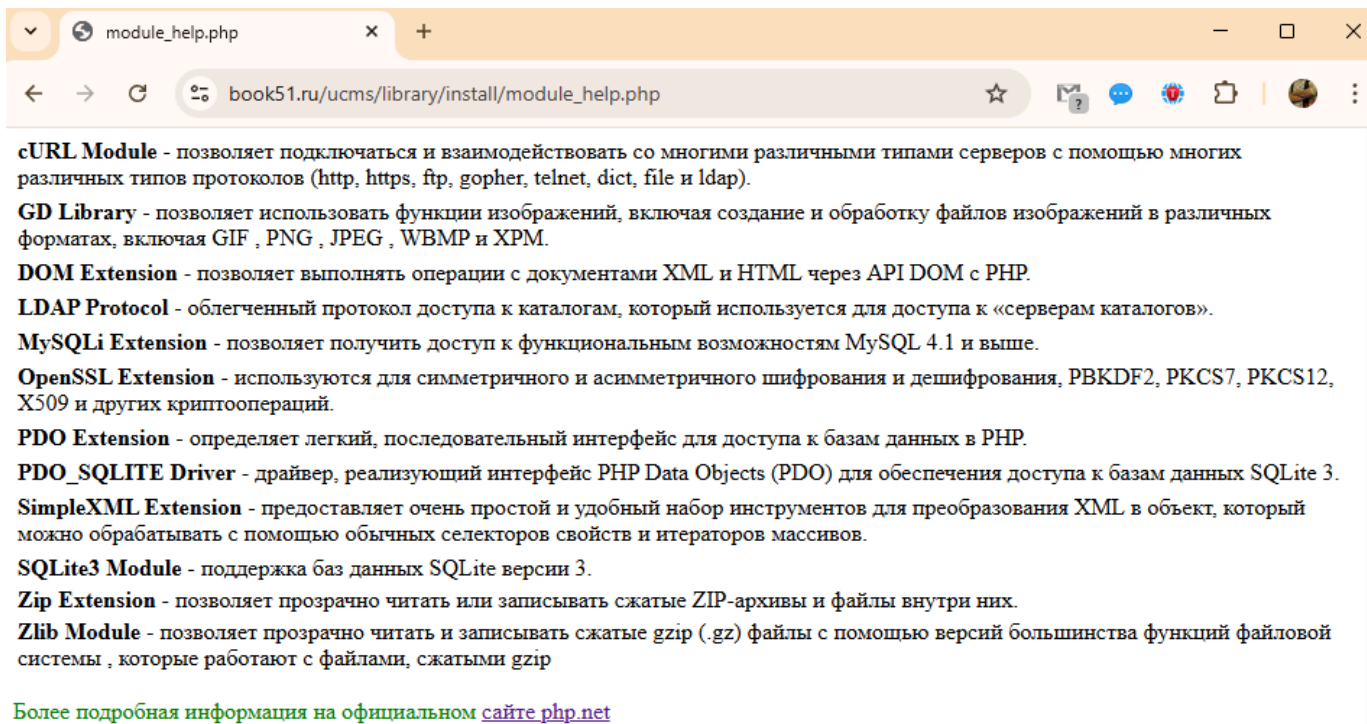 module_help.php
book51.ru/ucms/library/install/module_help.php
cURL Module - позволяет подключаться и взаимодействовать со многими различными типами серверов с помощью многих
различных типов протоколов (http, https, ftp, gopher, telnet, dict, file и ldap).
GD Library - позволяет использовать функции изображений, включая создание и обработку файлов изображений в различных
форматах, включая GIF , PNG , JPEG , WBMP и XPM.
DOM Extension - позволяет выполнять операции с документами XML и HTML через API DOM с PHP.
LDAP Protocol - облегченный протокол доступа к каталогам, который используется для доступа к «серверам каталогов».
MySQLi Extension - позволяет получить доступ к функциональным возможностям MySQL 4.1 и выше.
OpenSSL Extension - используются для симметричного и асимметричного шифрования и дешифрования, PBKDF2, PKCS7, PKCS12,
X509 и других криптоопераций.
PDO Extension - определяет легкий, последовательный интерфейс для доступа к базам данных в PHP.
PDO_SQLITE Driver - драйвер, реализующий интерфейс PHP Data Objects (PDO) для обеспечения доступа к базам данных SQLite 3.
SimpleXML Extension - предоставляет очень простой и удобный набор инструментов для преобразования XML в объект, который
можно обрабатывать с помощью обычных селекторов свойств и итераторов массивов.
SQLite3 Module - поддержка баз данных SQLite версии 3.
Zip Extension - позволяет прозрачно читать или записывать сжатые ZIP-архивы и файлы внутри них.
Zlib Module - позволяет прозрачно читать и записывать сжатые gzip (.gz) файлы с помощью версий большинства функций файловой
системы , которые работают с файлами, сжатыми gzip
Более подробная информация на официальном сайте php.net